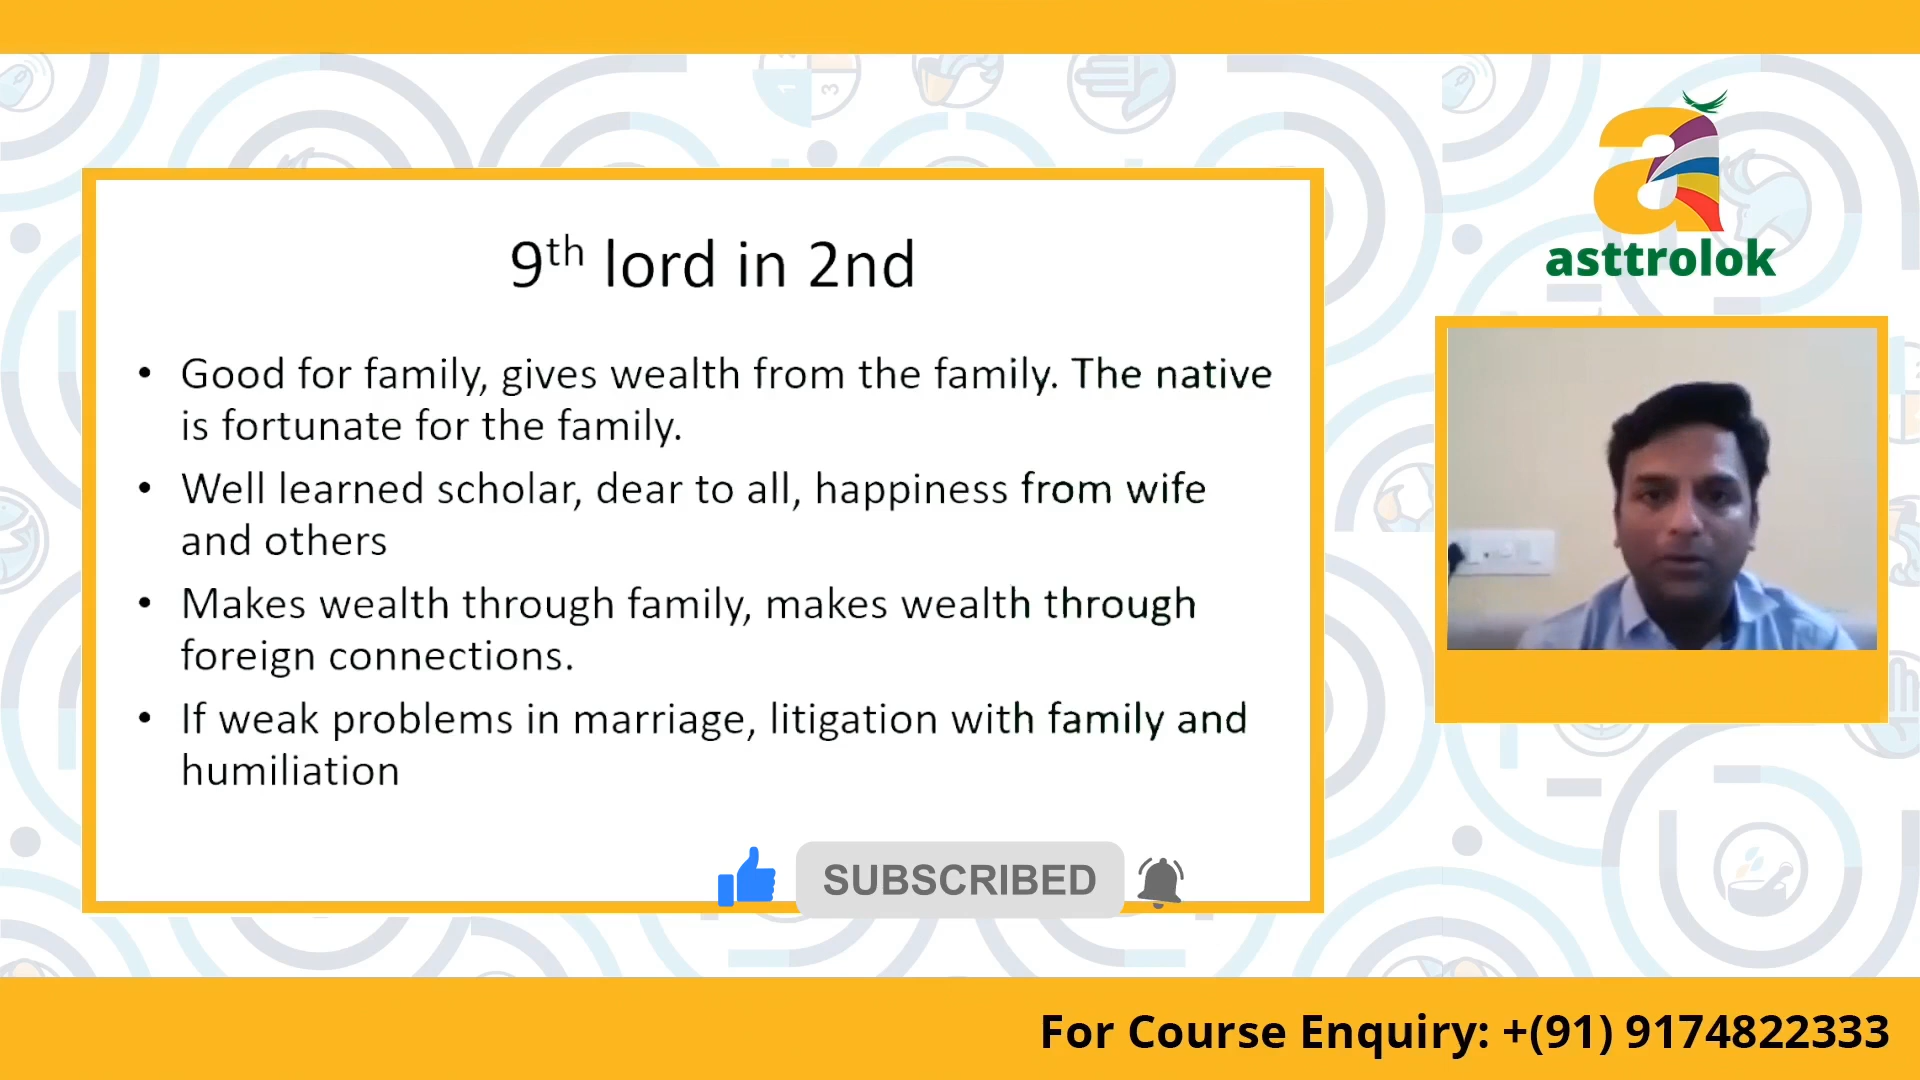 asttrolok
9th lord in 2nd
• Good for family, gives wealth from the family. The native
is fortunate for the family.
• Well learned scholar, dear to all, happiness from wife
and others
• Makes wealth through family, makes wealth through
foreign connections.
• If weak problems in marriage, litigation with family and
humiliation
SUBSCRIBED
For Course Enquiry: +(91) 9174822333